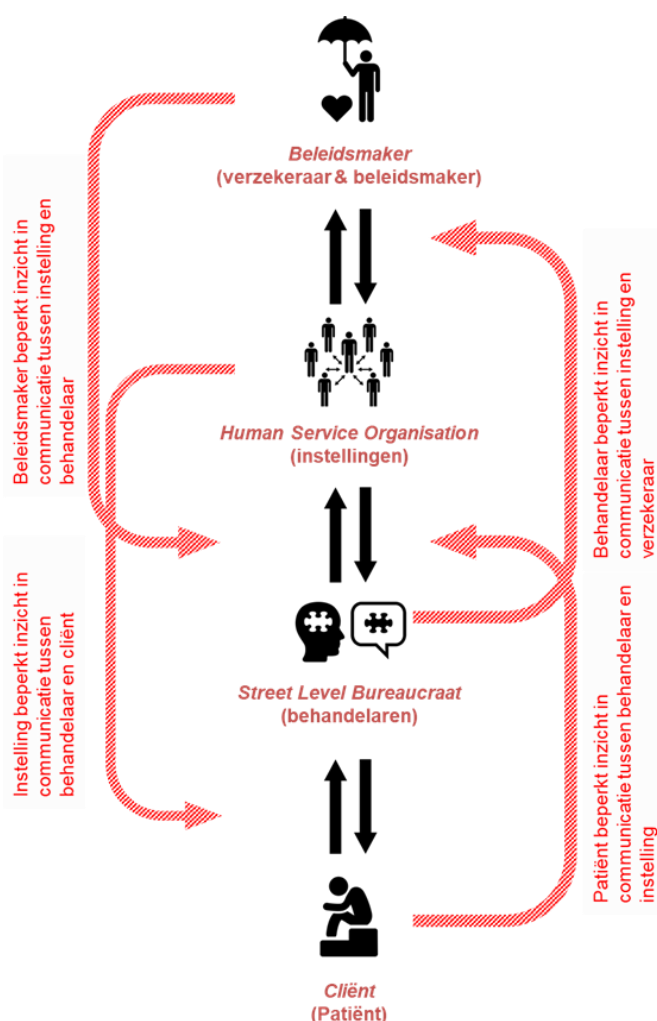 Beleidsmaker
(verzekeraar & beleidsmaker)
Beleidsmaker beperkt inzicht in
communicatie tussen instelling en
behandelaar
Behandelaar beperkt inzicht in
communicatie tussen instelling en
verzekeraar
Human Service Organisation
(instellingen)
Instelling beperkt inzicht in
communicatie tussen
behandelaar en cliënt
Patiënt beperkt inzicht in
communicatie tussen behandelaar en
instelling
Street Level Bureaucraat
(behandelaren)
Cliënt
(Patiënt)